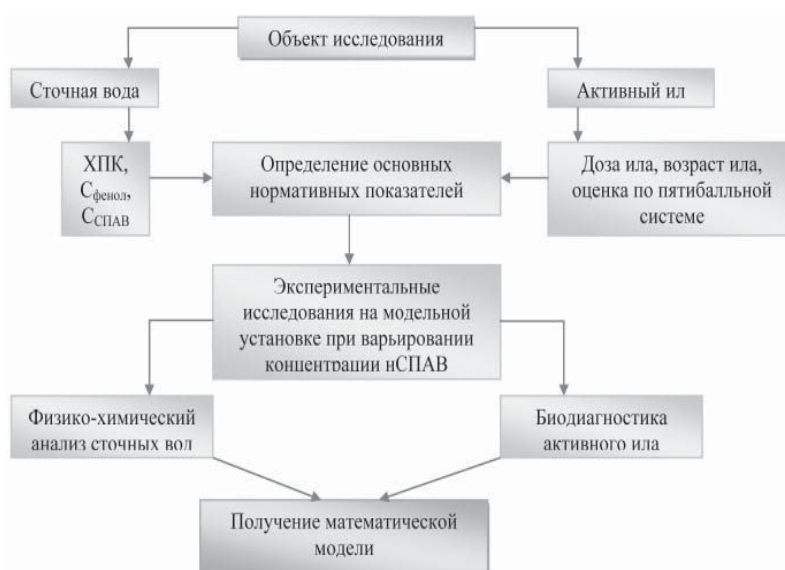 Объект исследования
Сточная вода
Активный ил
ХПК,
Сфенол,
ССПАВ
Определение основных
нормативных показателей
Доза ила, возраст ила,
оценка по пятибалльной
системе
Экспериментальные
исследования на модельной
установке при варьировании
концентрации нСПАВ
Физико-химический
анализ сточных вод
Биодиагностика
активного ила
Получение математической
модели